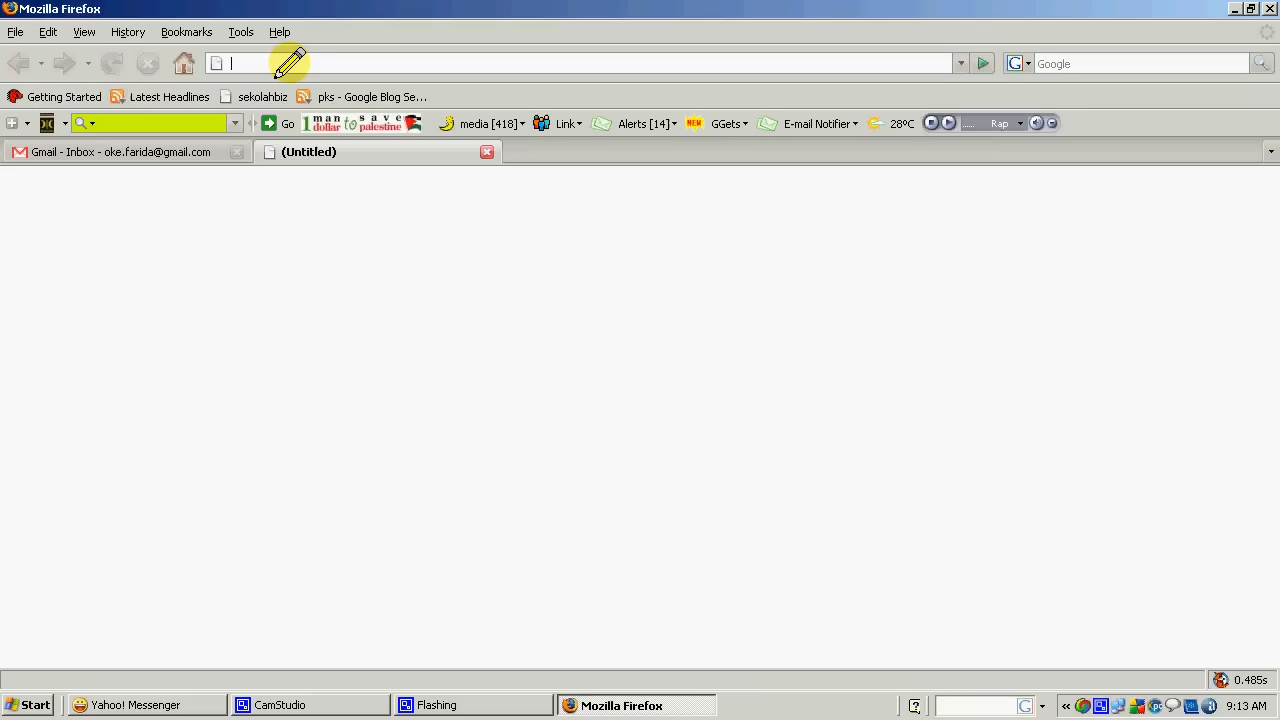 Mozilla Firefox
File Edit View History Bookmarks Tools Help
G Google
Getting Started Latest Headlines sekolahbiz pks - Google Blog Se...
Go 1 man dollar to save palestine media [418] Link Alerts [14] NEW GGets E-mail Notifier 28°C ...... Rap
Gmail - Inbox - oke.farida@gmail.com (Untitled)
0.485s
Start Yahoo! Messenger CamStudio Flashing Mozilla Firefox ? G « 9:13 AM